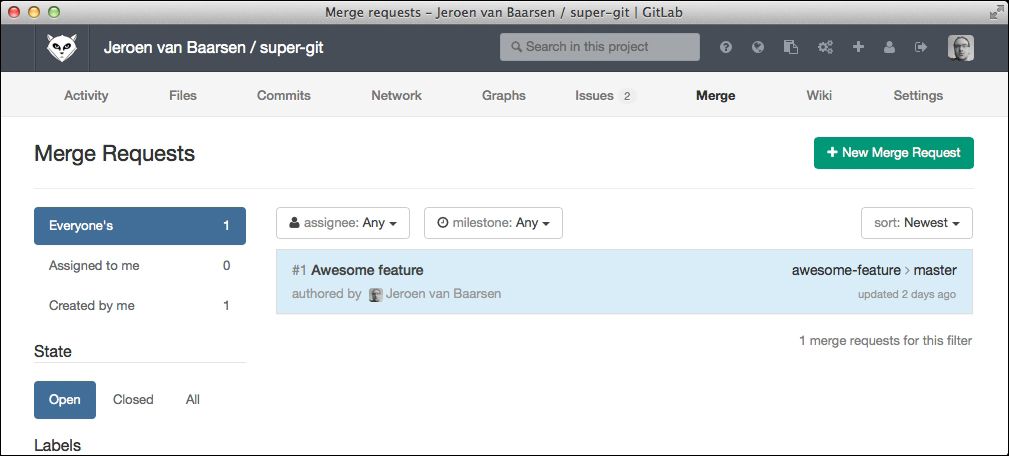 Merge requests – Jeroen van Baarsen / super-git | GitLab
Jeroen van Baarsen / super-git
Search in this project
Activity Files Commits Network Graphs Issues 2 Merge Wiki Settings
Merge Requests
+ New Merge Request
Everyone's 1
Assigned to me 0
Created by me 1
State
Open Closed All
Labels
assignee: Any milestone: Any sort: Newest
#1 Awesome feature awesome-feature > master
authored by Jeroen van Baarsen updated 2 days ago
1 merge requests for this filter